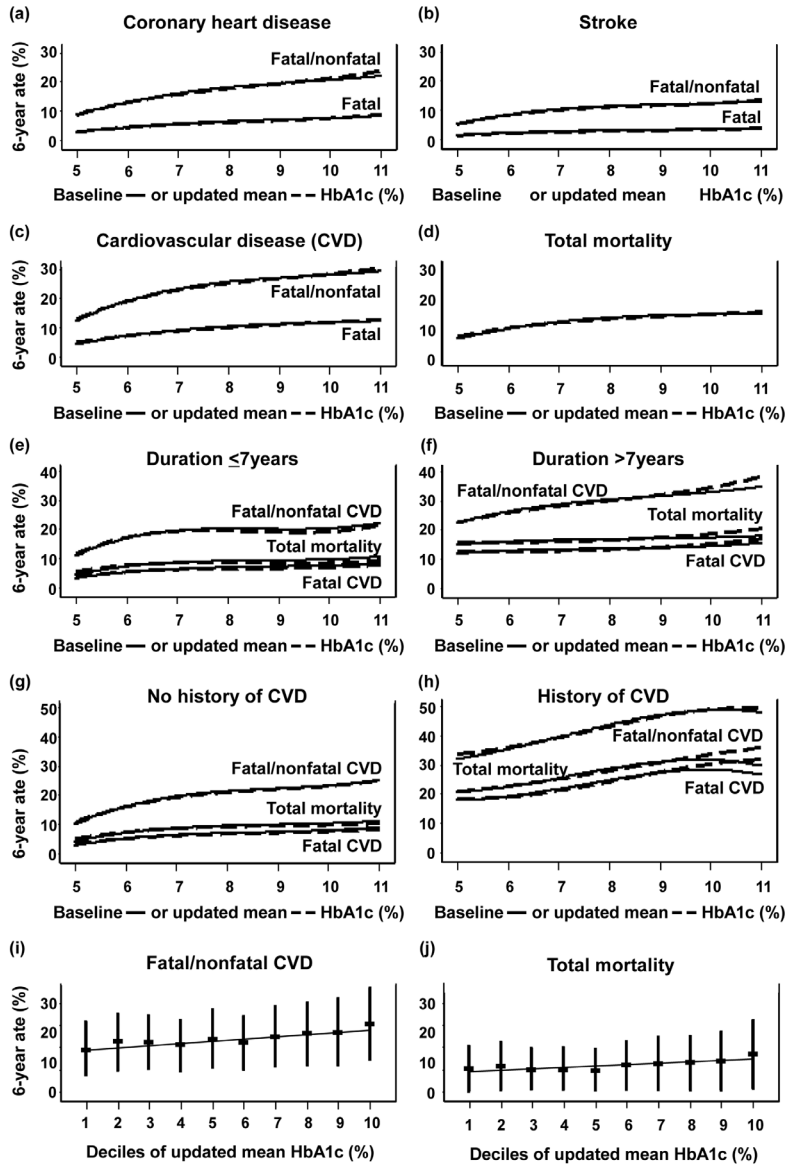 (a) Coronary heart disease
30
20
10
0
6-year ate (%)
Fatal/nonfatal
Fatal
5 6 7 8 9 10 11
Baseline — or updated mean -- HbA1c (%)
(b) Stroke
30
20
10
0
Fatal/nonfatal
Fatal
5 6 7 8 9 10 11
Baseline or updated mean HbA1c (%)
(c) Cardiovascular disease (CVD)
30
20
10
0
6-year ate (%)
Fatal/nonfatal
Fatal
5 6 7 8 9 10 11
Baseline — or updated mean -- HbA1c (%)
(d) Total mortality
30
20
10
0
5 6 7 8 9 10 11
Baseline — or updated mean -- HbA1c (%)
(e) Duration ≤7years
40
30
20
10
0
6-year ate (%)
Fatal/nonfatal CVD
Total mortality
Fatal CVD
5 6 7 8 9 10 11
Baseline — or updated mean -- HbA1c (%)
(f) Duration >7years
40
30
20
10
0
Fatal/nonfatal CVD
Total mortality
Fatal CVD
5 6 7 8 9 10 11
Baseline — or updated mean -- HbA1c (%)
(g) No history of CVD
50
40
30
20
10
0
6-year ate (%)
Fatal/nonfatal CVD
Total mortality
Fatal CVD
5 6 7 8 9 10 11
Baseline — or updated mean -- HbA1c (%)
(h) History of CVD
50
40
30
20
10
0
Fatal/nonfatal CVD
Total mortality
Fatal CVD
5 6 7 8 9 10 11
Baseline — or updated mean -- HbA1c (%)
(i) Fatal/nonfatal CVD
30
20
10
0
6-year ate (%)
1 2 3 4 5 6 7 8 9 10
Deciles of updated mean HbA1c (%)
(j) Total mortality
30
20
10
0
1 2 3 4 5 6 7 8 9 10
Deciles of updated mean HbA1c (%)